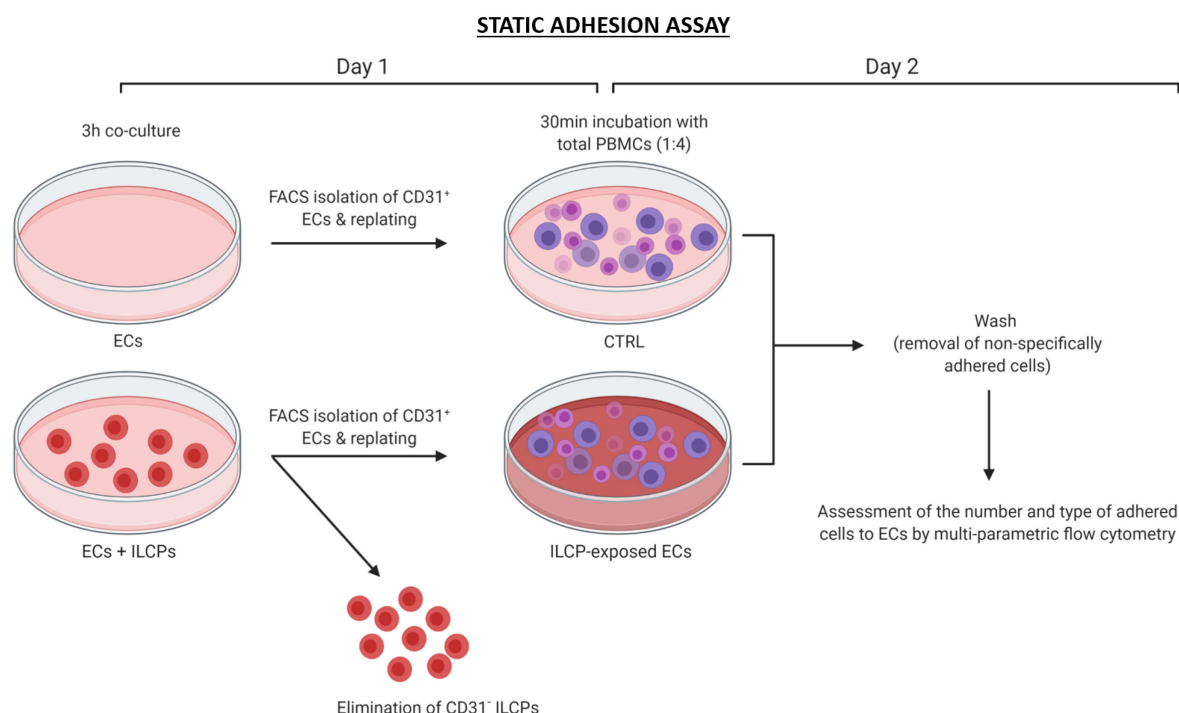 STATIC ADHESION ASSAY
Day 1
Day 2
3h co-culture
30min incubation with
total PBMCs (1:4)
FACS isolation of CD31⁺
ECs & replating
ECs
CTRL
Wash
(removal of non-specifically
adhered cells)
FACS isolation of CD31⁺
ECs & replating
ECs + ILCPs
ILCP-exposed ECs
Assessment of the number and type of adhered
cells to ECs by multi-parametric flow cytometry
Elimination of CD31⁻ ILCPs